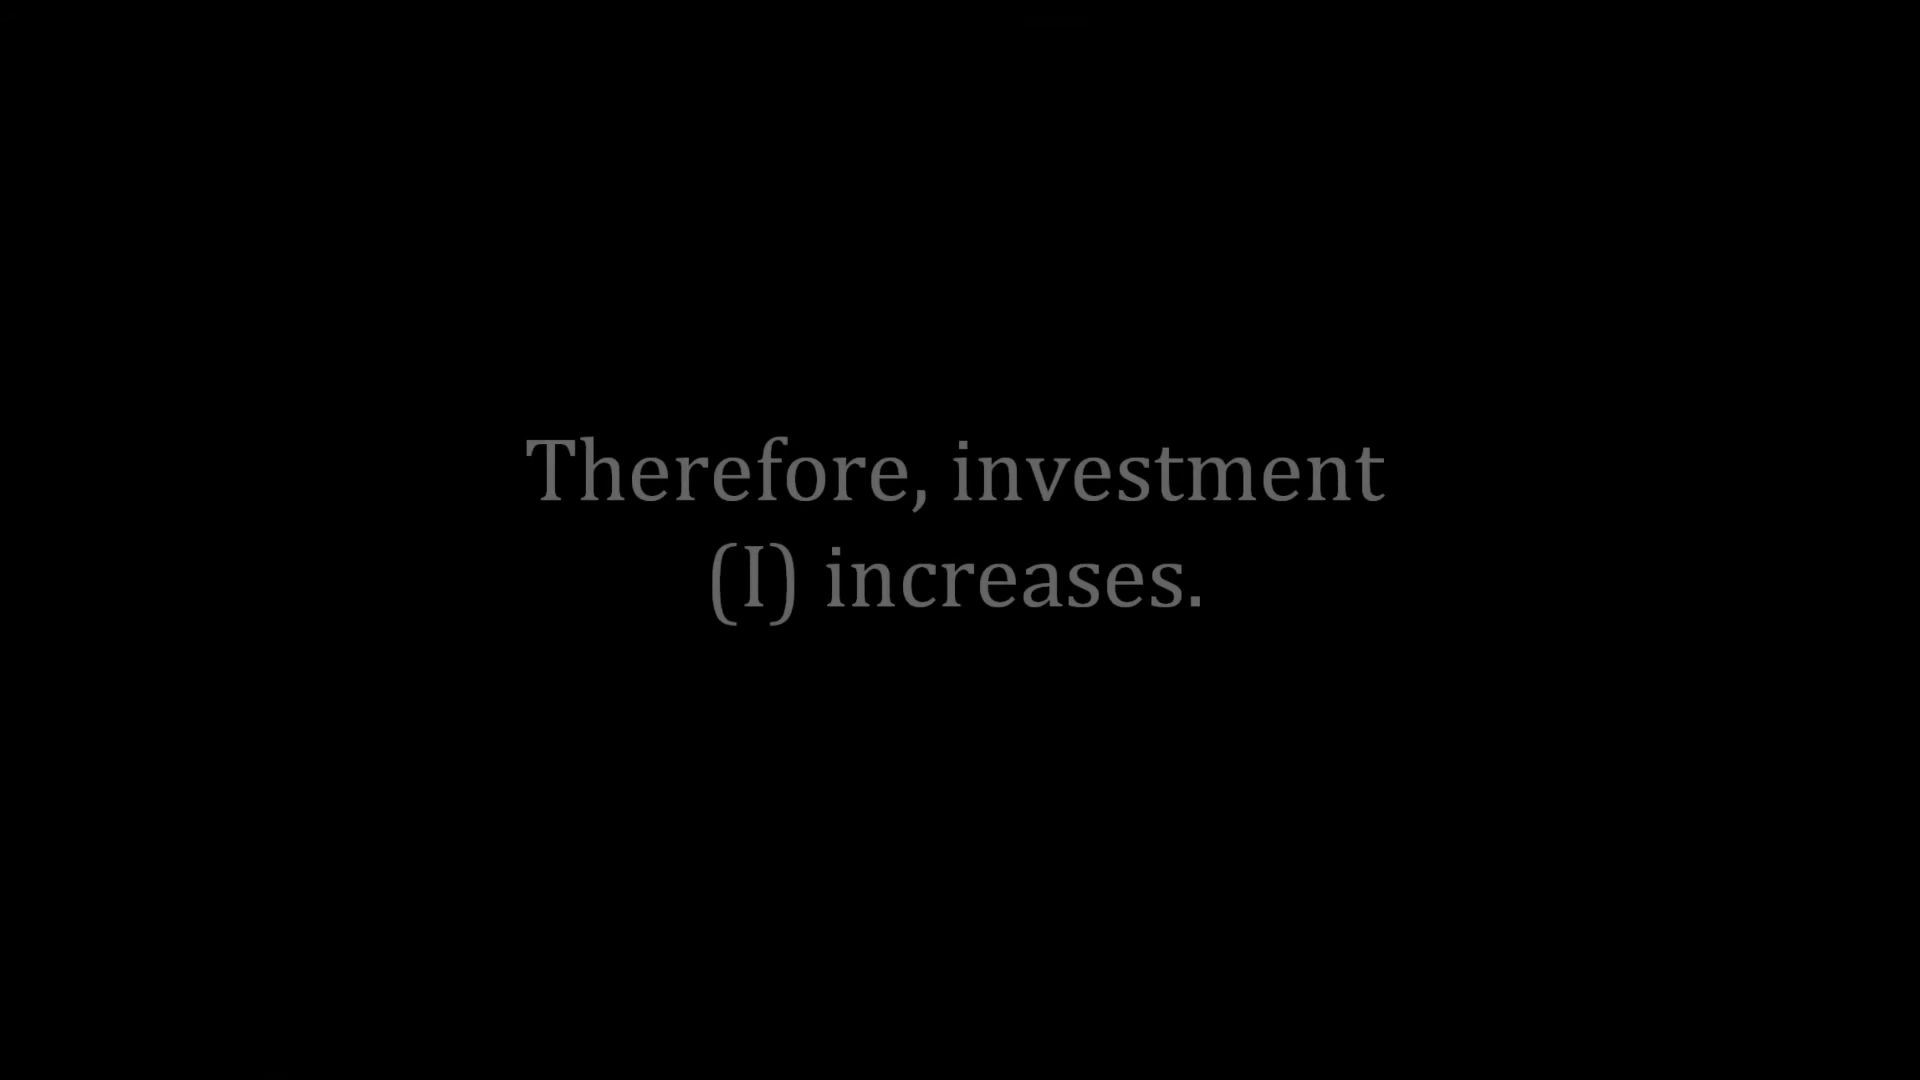 Therefore, investment
(I) increases.